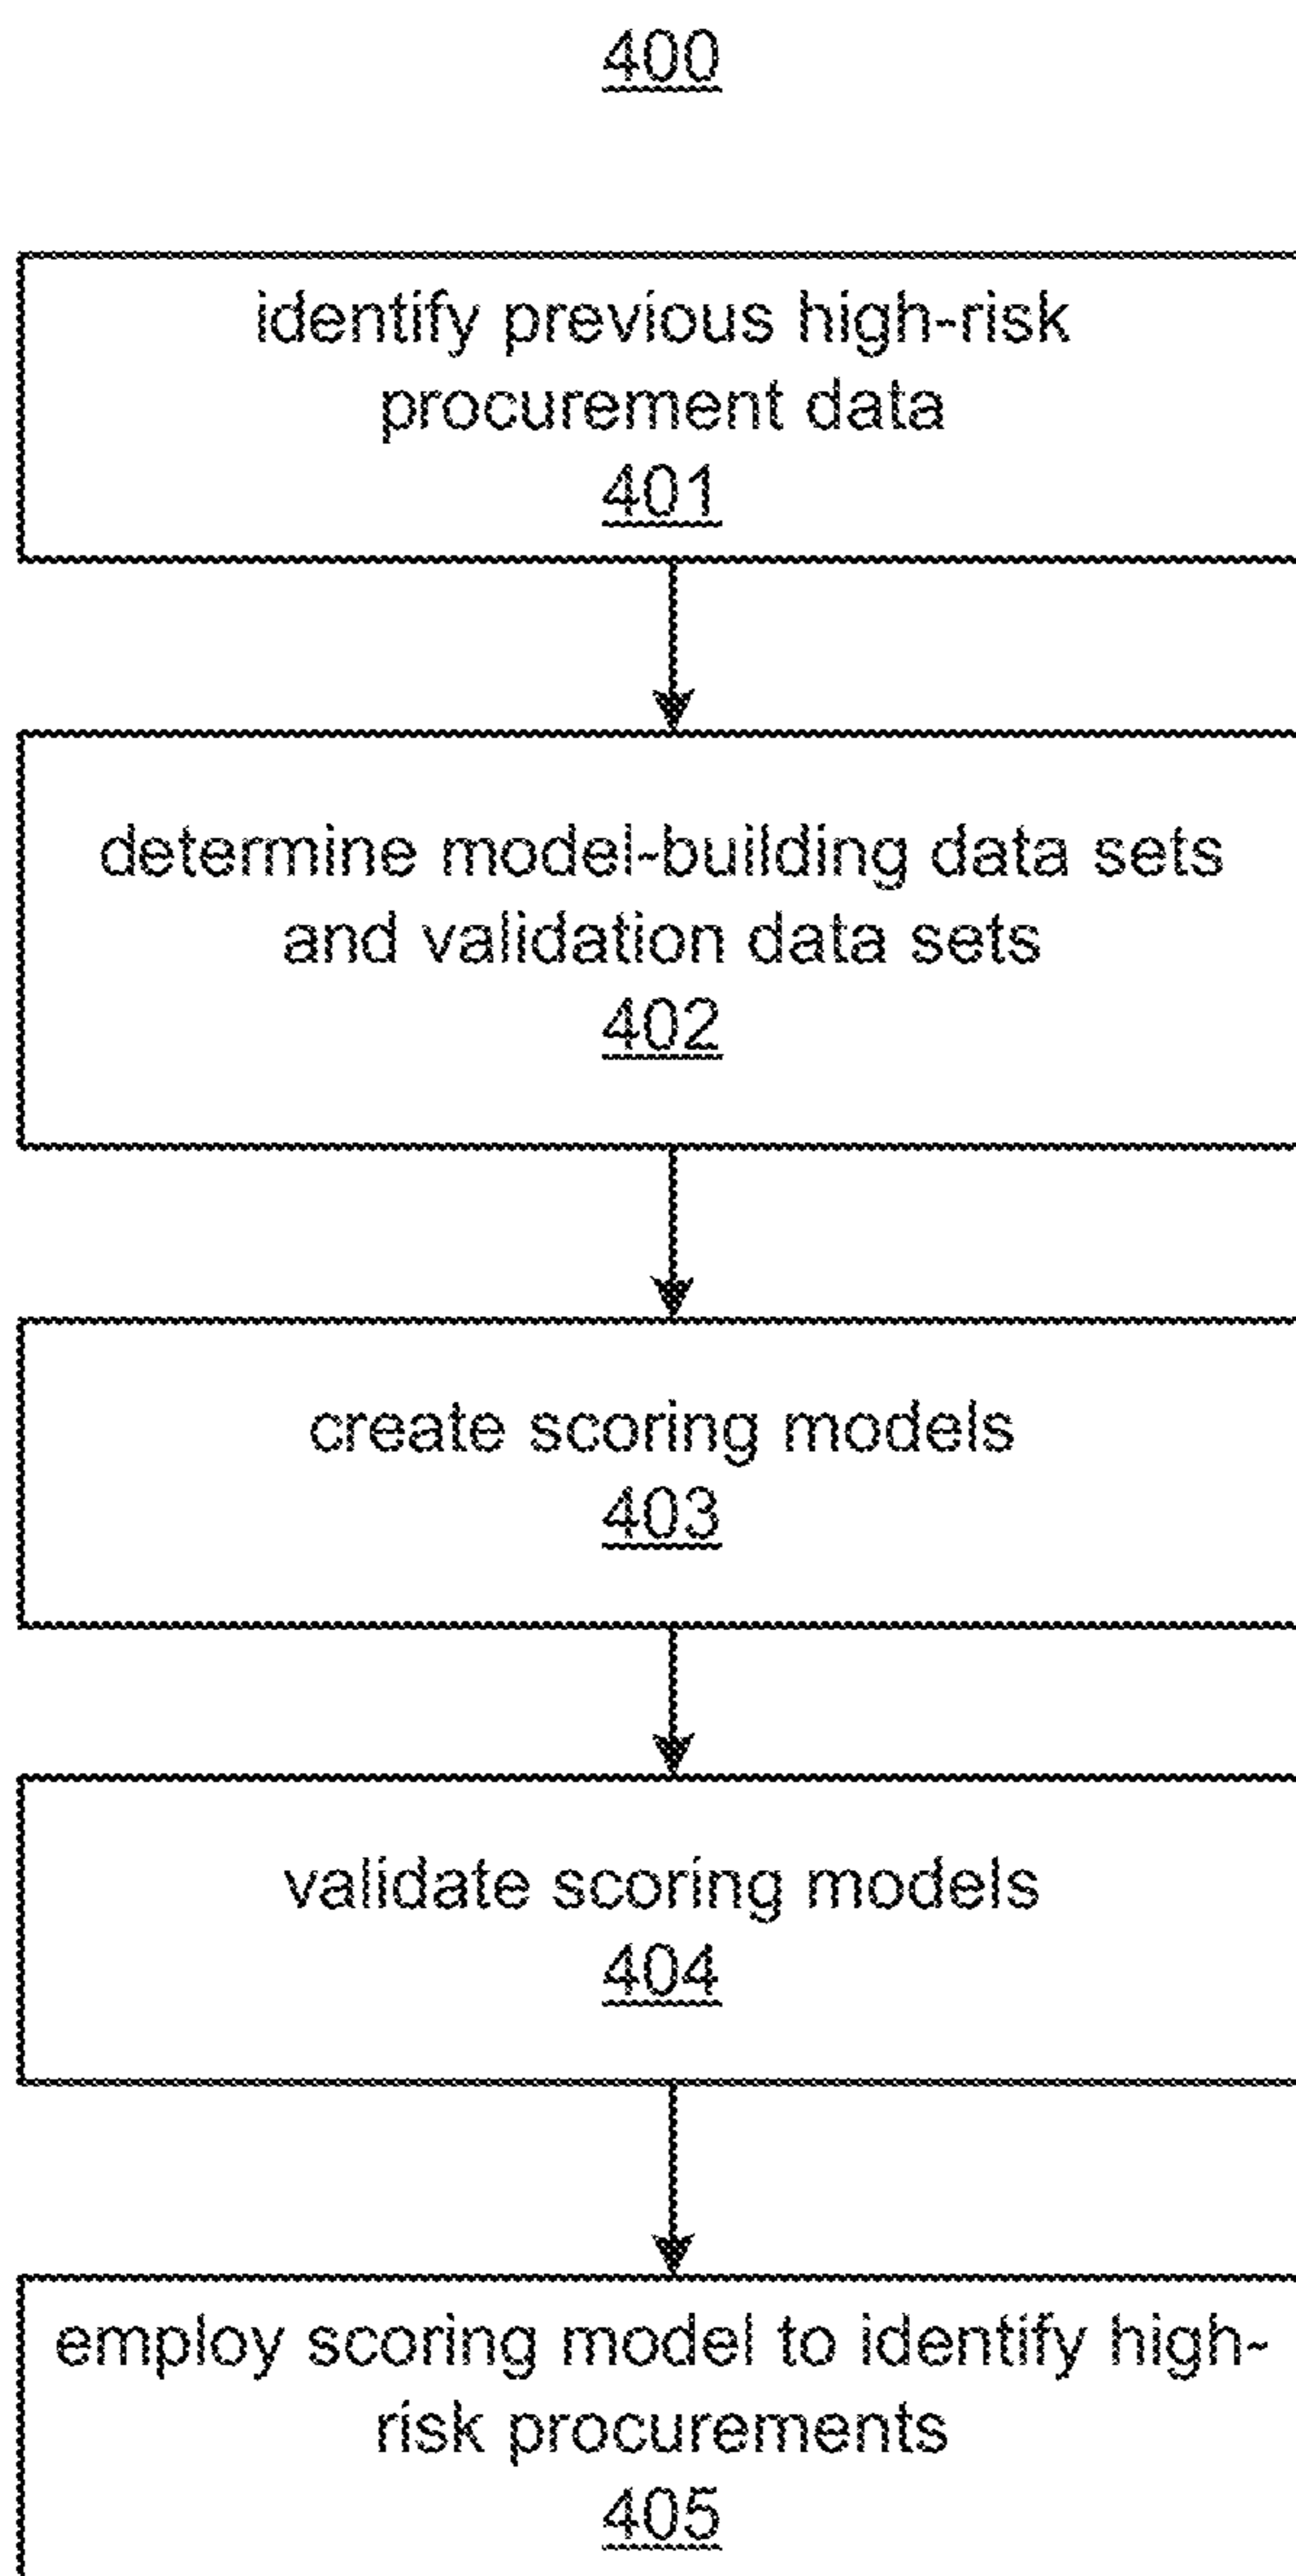 400
identify previous high-risk
procurement data
401
determine model-building data sets
and validation data sets
402
create scoring models
403
validate scoring models
404
employ scoring model to identify high-
risk procurements
405